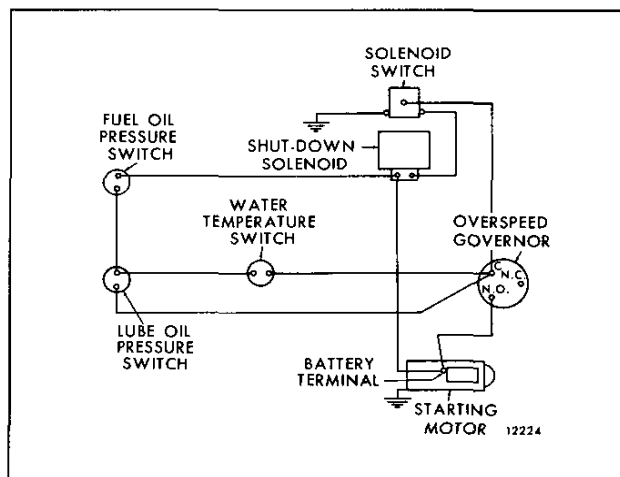 SOLENOID
SWITCH
FUEL OIL
PRESSURE
SWITCH
SHUT-DOWN
SOLENOID
WATER
TEMPERATURE
SWITCH
OVERSPEED
GOVERNOR
C.
N.C.
N.O.
LUBE OIL
PRESSURE
SWITCH
BATTERY
TERMINAL
STARTING
MOTOR
12224